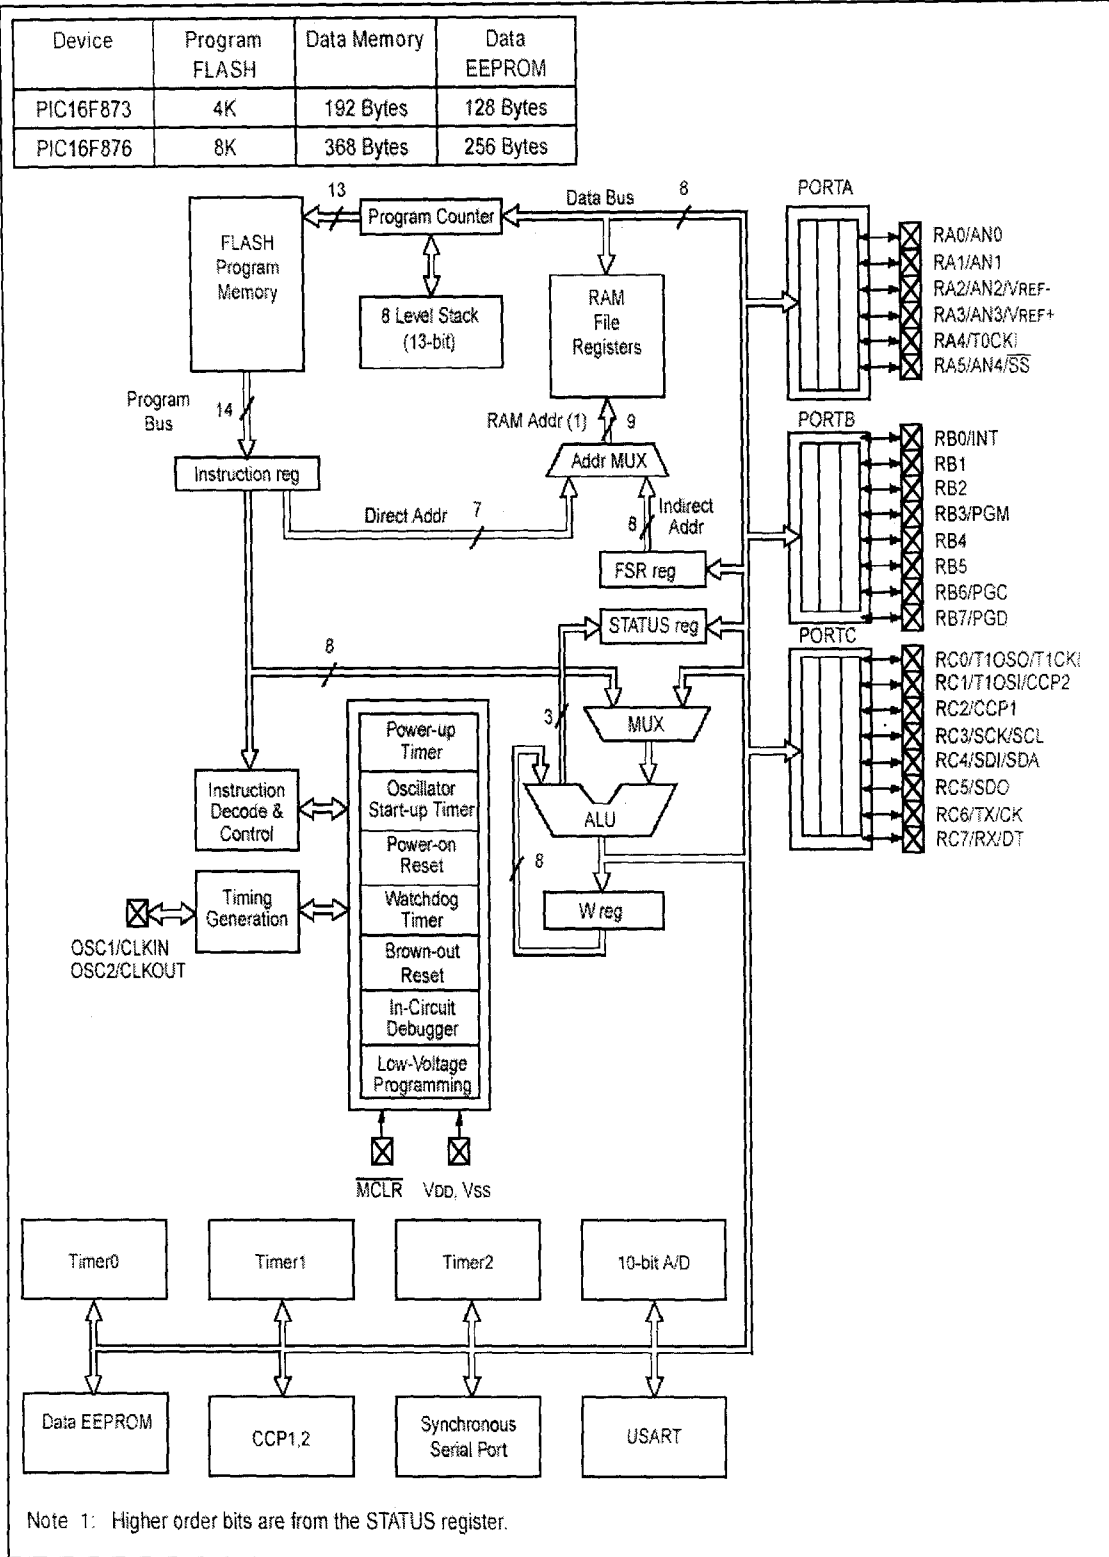 Device Program FLASH Data Memory Data EEPROM
PIC16F873 4K 192 Bytes 128 Bytes
PIC16F876 8K 368 Bytes 256 Bytes
13
Program Counter
Data Bus
8
PORTA
FLASH
Program
Memory
8 Level Stack
(13-bit)
RAM
File
Registers
RA0/AN0
RA1/AN1
RA2/AN2/VREF-
RA3/AN3/VREF+
RA4/T0CKI
RA5/AN4/SS
Program
Bus
14
RAM Addr (1)
9
PORTB
Instruction reg
Addr MUX
RB0/INT
RB1
RB2
RB3/PGM
RB4
RB5
RB6/PGC
RB7/PGD
Direct Addr
7
8
Indirect
Addr
FSR reg
STATUS reg
PORTC
8
3
MUX
RC0/T1OSO/T1CKI
RC1/T1OSI/CCP2
RC2/CCP1
RC3/SCK/SCL
RC4/SDI/SDA
RC5/SDO
RC6/TX/CK
RC7/RX/DT
Power-up
Timer
Instruction
Decode &
Control
Oscillator
Start-up Timer
ALU
Power-on
Reset
8
Timing
Generation
Watchdog
Timer
W reg
OSC1/CLKIN
OSC2/CLKOUT
Brown-out
Reset
In-Circuit
Debugger
Low-Voltage
Programming
MCLR
VDD, VSS
Timer0
Timer1
Timer2
10-bit A/D
Data EEPROM
CCP1,2
Synchronous
Serial Port
USART
Note 1: Higher order bits are from the STATUS register.